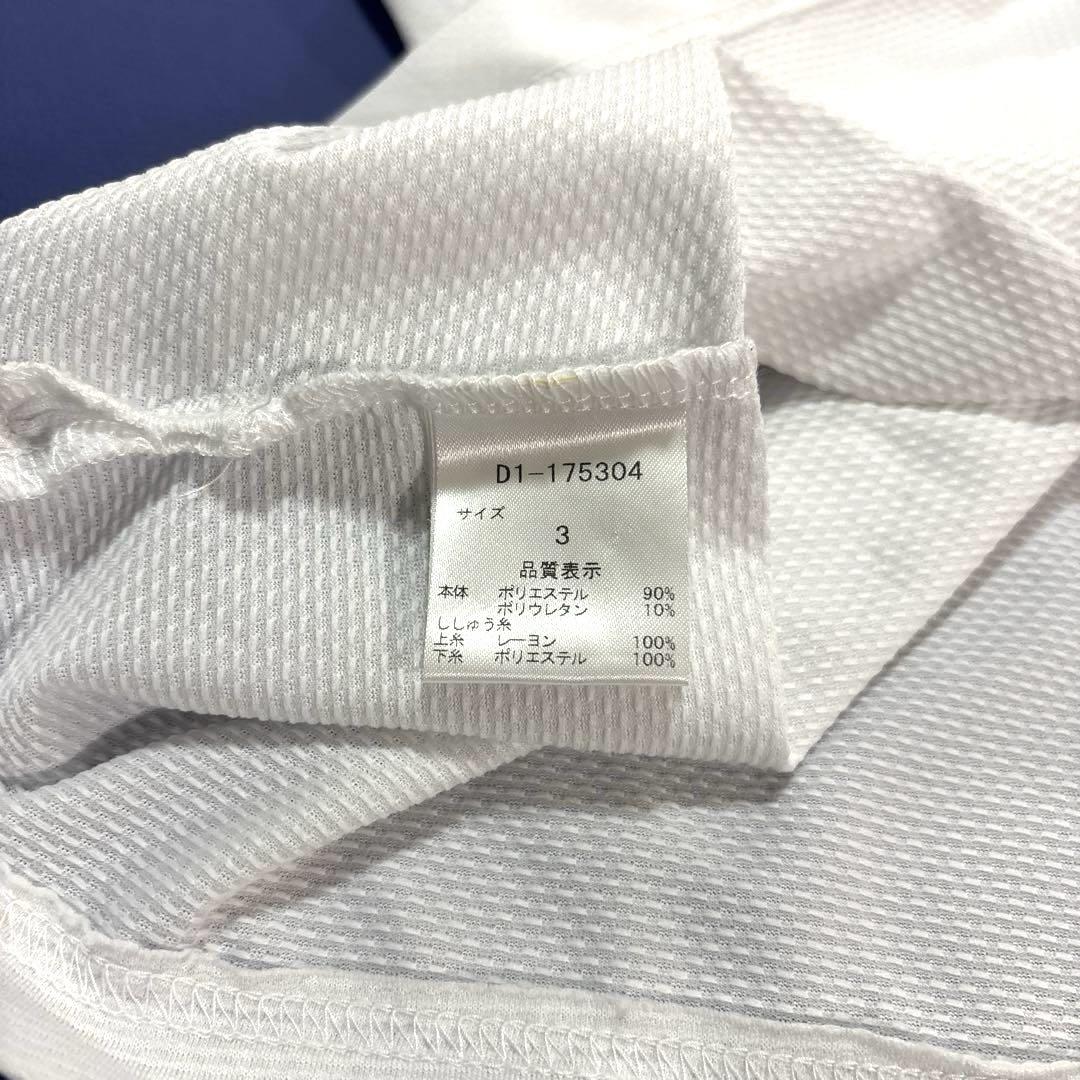 D1-175304
サイズ
3
品質表示
本体 ポリエステル 90%
ポリウレタン 10%
ししゅう糸
上糸 レーヨン 100%
下糸 ポリエステル 100%